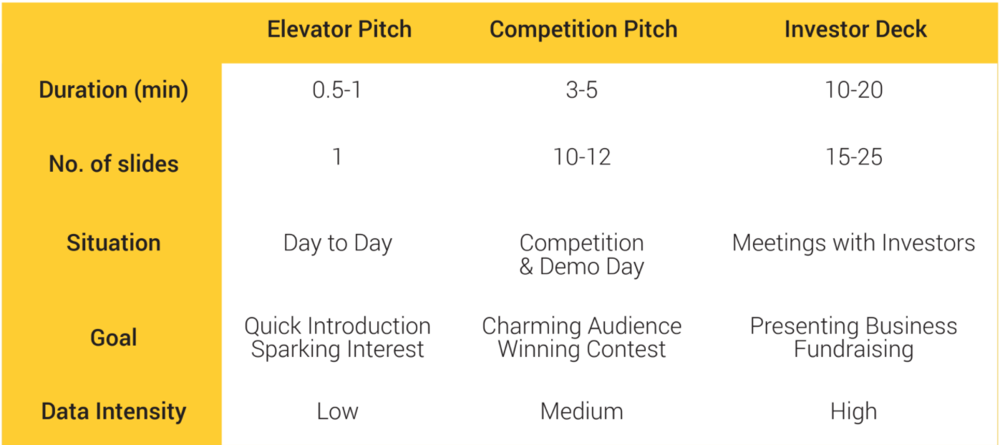 Elevator Pitch Competition Pitch Investor Deck
Duration (min) 0.5-1 3-5 10-20
No. of slides 1 10-12 15-25
Situation Day to Day Competition Meetings with Investors
& Demo Day
Goal Quick Introduction Charming Audience Presenting Business
Sparking Interest Winning Contest Fundraising
Data Intensity Low Medium High